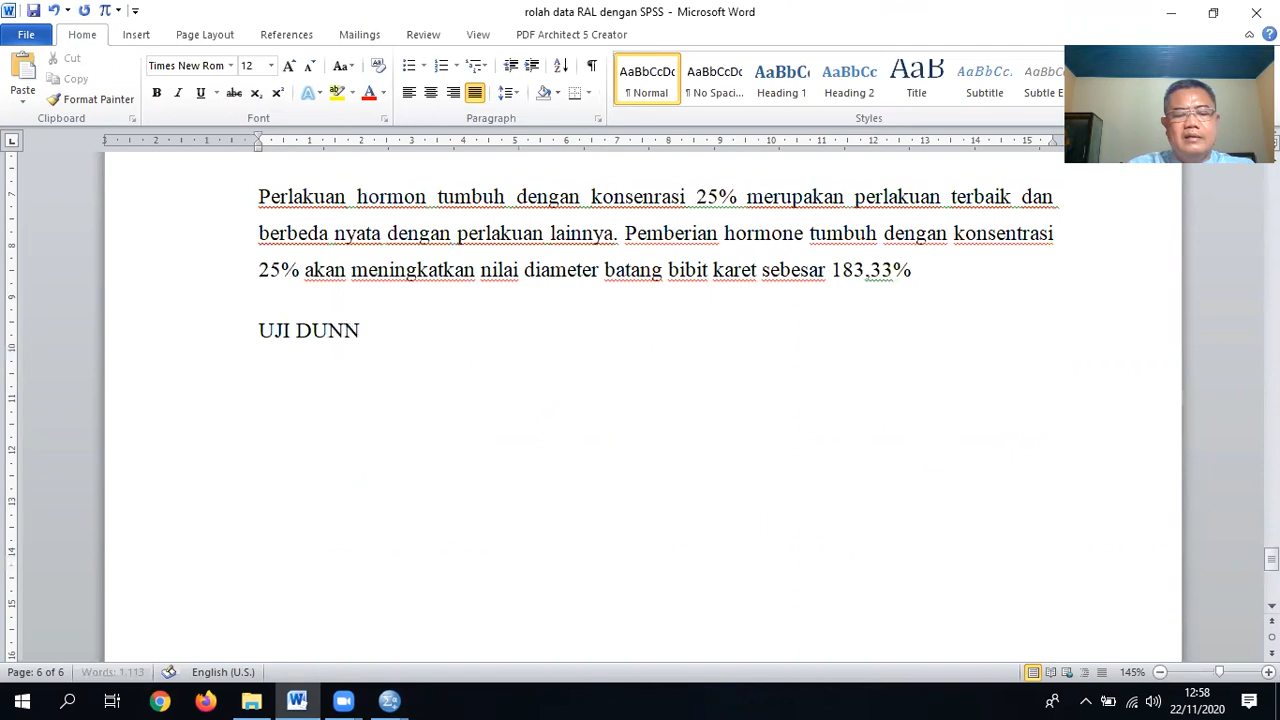 rolah data RAL dengan SPSS - Microsoft Word
File Home Insert Page Layout References Mailings Review View PDF Architect 5 Creator
Paste
Cut
Copy
Format Painter
Clipboard
Times New Rom 12
Font
Paragraph
AaBbCcDc AaBbCcDc AaBbC AaBbCc AaB AaBbCc. AaBbCc
¶ Normal ¶ No Spaci... Heading 1 Heading 2 Title Subtitle Subtle E
Styles
Perlakuan hormon tumbuh dengan konsenrasi 25% merupakan perlakuan terbaik dan
berbeda nyata dengan perlakuan lainnya. Pemberian hormone tumbuh dengan konsentrasi
25% akan meningkatkan nilai diameter batang bibit karet sebesar 183,33%
UJI DUNN
Page: 6 of 6 Words: 1.113 English (U.S.) 145%
12:58
22/11/2020